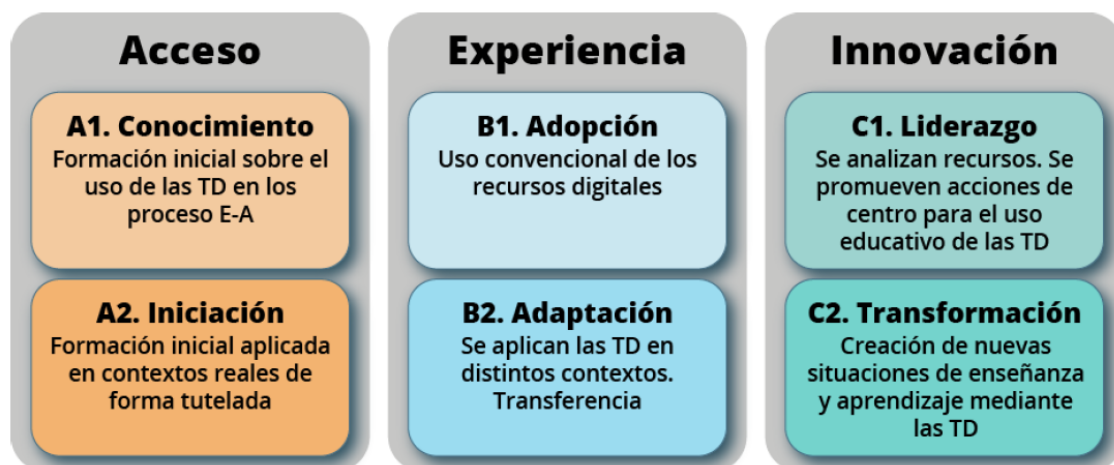 Acceso
A1. Conocimiento
Formación inicial sobre el
uso de las TD en los
proceso E-A
A2. Iniciación
Formación inicial aplicada
en contextos reales de
forma tutelada
Experiencia
B1. Adopción
Uso convencional de los
recursos digitales
B2. Adaptación
Se aplican las TD en
distintos contextos.
Transferencia
Innovación
C1. Liderazgo
Se analizan recursos. Se
promueven acciones de
centro para el uso
educativo de las TD
C2. Transformación
Creación de nuevas
situaciones de enseñanza
y aprendizaje mediante
las TD